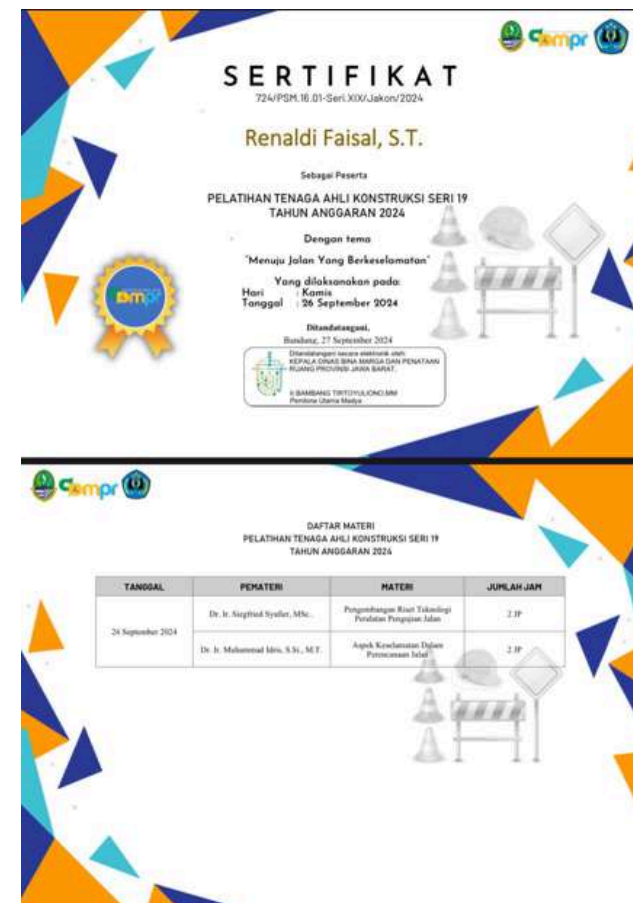 SERTIFIKAT
724/PSM.16.01-Seri.XIX/Jakon/2024
Renaldi Faisal, S.T.
Sebagai Peserta
PELATIHAN TENAGA AHLI KONSTRUKSI SERI 19
TAHUN ANGGARAN 2024
Dengan tema
"Menuju Jalan Yang Berkeselamatan"
Yang dilaksanakan pada:
Hari : Kamis
Tanggal : 26 September 2024
Ditandatangani,
Bandung, 27 September 2024
Ditandatangani secara elektronik oleh:
KEPALA DINAS BINA MARGA DAN PENATAAN
RUANG PROVINSI JAWA BARAT,
BAMBANG TIRTOYULIONO,MM
Pembina Utama Madya
DAFTAR MATERI
PELATIHAN TENAGA AHLI KONSTRUKSI SERI 19
TAHUN ANGGARAN 2024
TANGGAL PEMATERI MATERI JUMLAH JAM
26 September 2024
Dr. Ir. Siegfried MSc.,
Pengembangan Riset Teknologi
Peralatan Pengujian Jalan
2 JP
Dr. Ir. Muhammad Idris, M.T.
Aspek Keselamatan Dalam
Perencanaan Jalan
2 JP